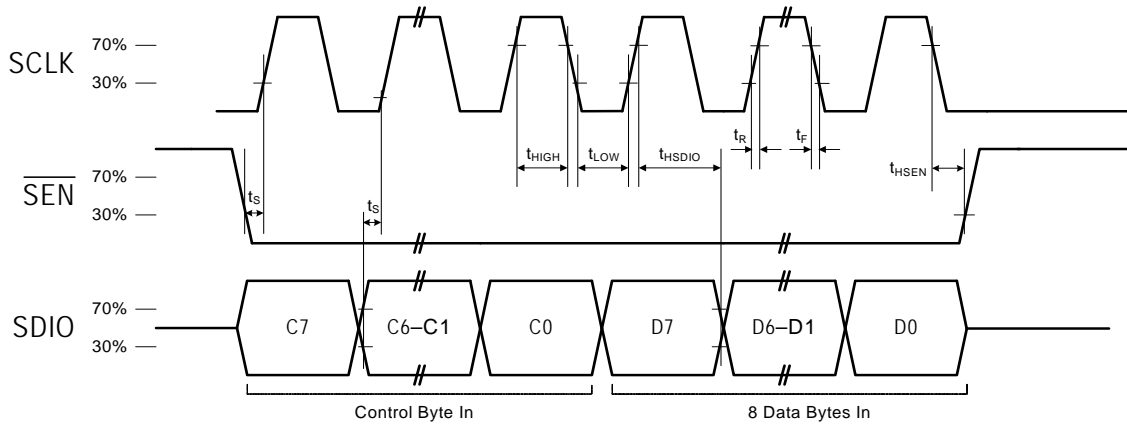 70%
SCLK
30%
tR
tF
tHIGH
tLOW
tHSDIO
tHSEN
70%
SEN
30%
tS
tS
70%
SDIO
30%
C7
C6–C1
C0
D7
D6–D1
D0
Control Byte In
8 Data Bytes In